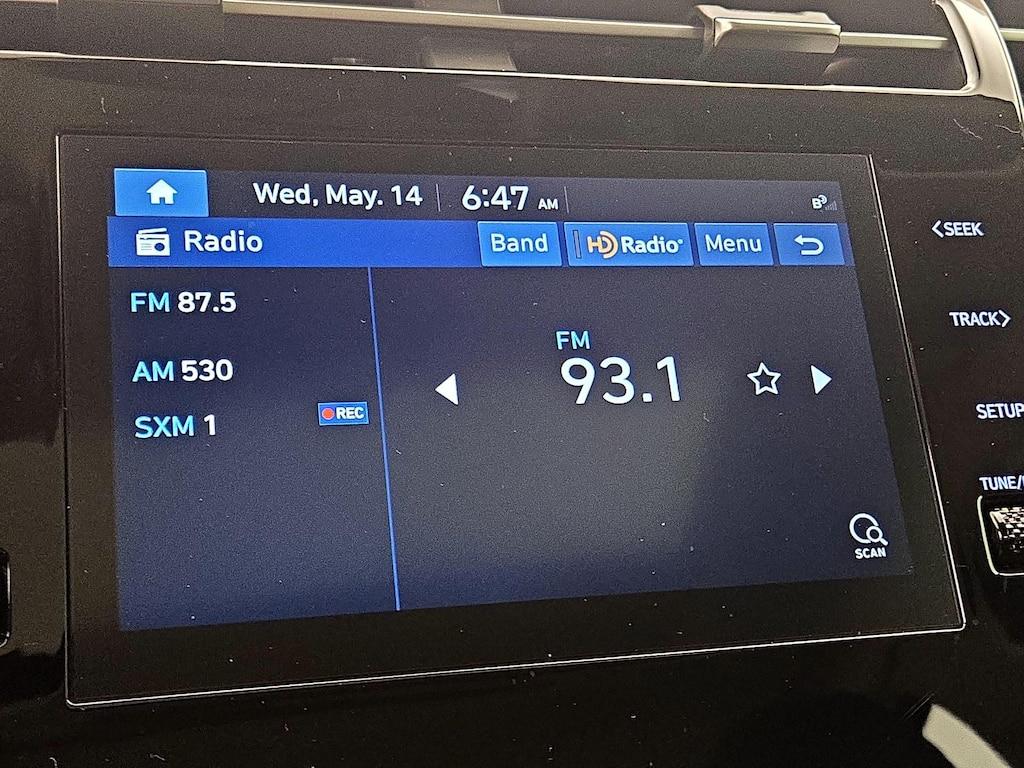 Wed, May. 14 6:47 AM
B
Radio Band HD Radio Menu
FM 87.5
AM 530
SXM 1 REC
FM
93.1
SCAN
<SEEK
TRACK>
SETUP
TUNE/